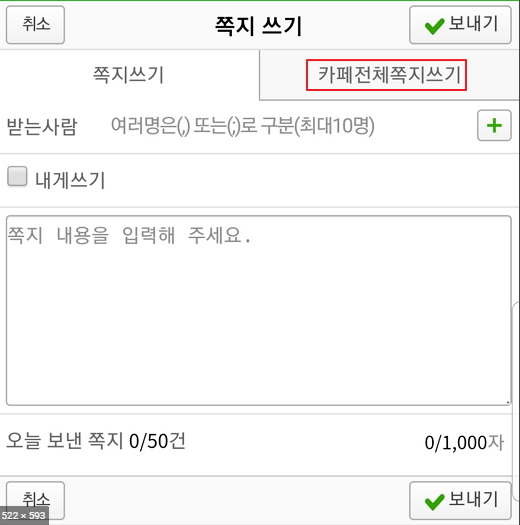 취소 쪽지 쓰기 보내기
쪽지쓰기 카페전체쪽지쓰기
받는사람 여러명은(,) 또는(;)로 구분(최대10명)
내게쓰기
쪽지 내용을 입력해 주세요.
오늘 보낸 쪽지 0/50건 0/1,000자
취소 보내기
522 × 593